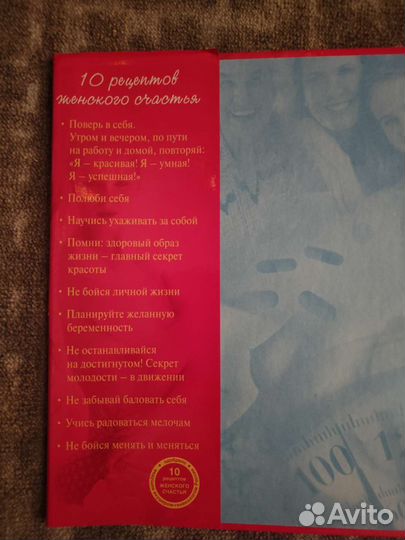 10 рецептов
женского счастья
• Поверь в себя.
Утром и вечером, по пути
на работу и домой, повторяй:
«Я – красивая! Я – умная!
Я – успешная!»
• Полюби себя
• Научись ухаживать за собой
• Помни: здоровый образ
жизни – главный секрет
красоты
• Не бойся личной жизни
• Планируйте желанную
беременность
• Не останавливайся
на достигнутом! Секрет
молодости – в движении
• Не забывай баловать себя
• Учись радоваться мелочам
• Не бойся менять и меняться
10
РЕЦЕПТОВ
ЖЕНСКОГО
СЧАСТЬЯ
100
Avito